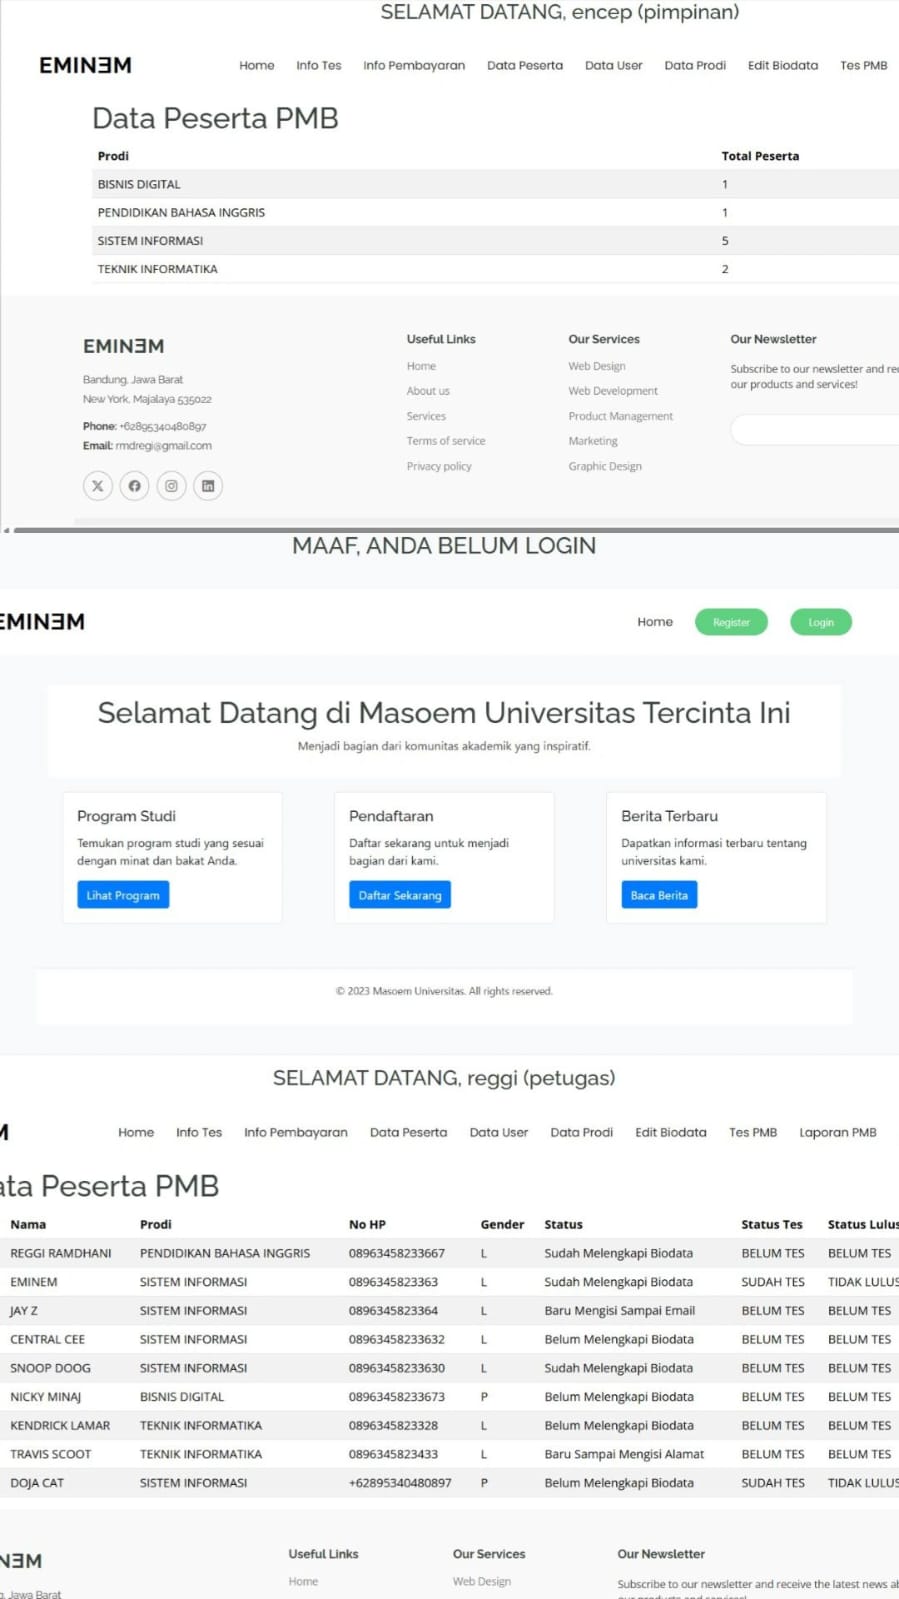 SELAMAT DATANG, encep (pimpinan)
EMINƎM Home Info Tes Info Pembayaran Data Peserta Data User Data Prodi Edit Biodata Tes PMB
Data Peserta PMB
Prodi Total Peserta
BISNIS DIGITAL 1
PENDIDIKAN BAHASA INGGRIS 1
SISTEM INFORMASI 5
TEKNIK INFORMATIKA 2
EMINƎM
Bandung, Jawa Barat
New York, Majalaya 535022
Phone: +62895340480897
Email: rmdregi@gmail.com
Useful Links
Home
About us
Services
Terms of service
Privacy policy
Our Services
Web Design
Web Development
Product Management
Marketing
Graphic Design
Our Newsletter
Subscribe to our newsletter and
our products and services!
MAAF, ANDA BELUM LOGIN
EMINƎM Home Register Login
Selamat Datang di Masoem Universitas Tercinta Ini
Menjadi bagian dari komunitas akademik yang inspiratif.
Program Studi
Temukan program studi yang sesuai
dengan minat dan bakat Anda.
Lihat Program
Pendaftaran
Daftar sekarang untuk menjadi
bagian dari kami.
Daftar Sekarang
Berita Terbaru
Dapatkan informasi terbaru tentang
universitas kami.
Baca Berita
© 2023 Masoem Universitas. All rights reserved.
SELAMAT DATANG, reggi (petugas)
M Home Info Tes Info Pembayaran Data Peserta Data User Data Prodi Edit Biodata Tes PMB Laporan PMB
ata Peserta PMB
Nama Prodi No HP Gender Status Status Tes Status Lulus
REGGI RAMDHANI PENDIDIKAN BAHASA INGGRIS 08963458233667 L Sudah Melengkapi Biodata BELUM TES BELUM TES
EMINEM SISTEM INFORMASI 0896345823363 L Sudah Melengkapi Biodata SUDAH TES TIDAK LULUS
JAY Z SISTEM INFORMASI 0896345823364 L Baru Mengisi Sampai Email BELUM TES BELUM TES
CENTRAL CEE SISTEM INFORMASI 08963458233632 L Belum Melengkapi Biodata BELUM TES BELUM TES
SNOOP DOOG SISTEM INFORMASI 08963458233630 L Sudah Melengkapi Biodata BELUM TES BELUM TES
NICKY MINAJ BISNIS DIGITAL 08963458233673 P Belum Melengkapi Biodata BELUM TES BELUM TES
KENDRICK LAMAR TEKNIK INFORMATIKA 0896345823328 L Belum Melengkapi Biodata BELUM TES BELUM TES
TRAVIS SCOOT TEKNIK INFORMATIKA 0896345823433 L Baru Sampai Mengisi Alamat BELUM TES BELUM TES
DOJA CAT SISTEM INFORMASI +62895340480897 P Belum Melengkapi Biodata SUDAH TES TIDAK LULUS
NƎM
Jawa Barat
Useful Links
Home
Our Services
Web Design
Our Newsletter
Subscribe to our newsletter and receive the latest news